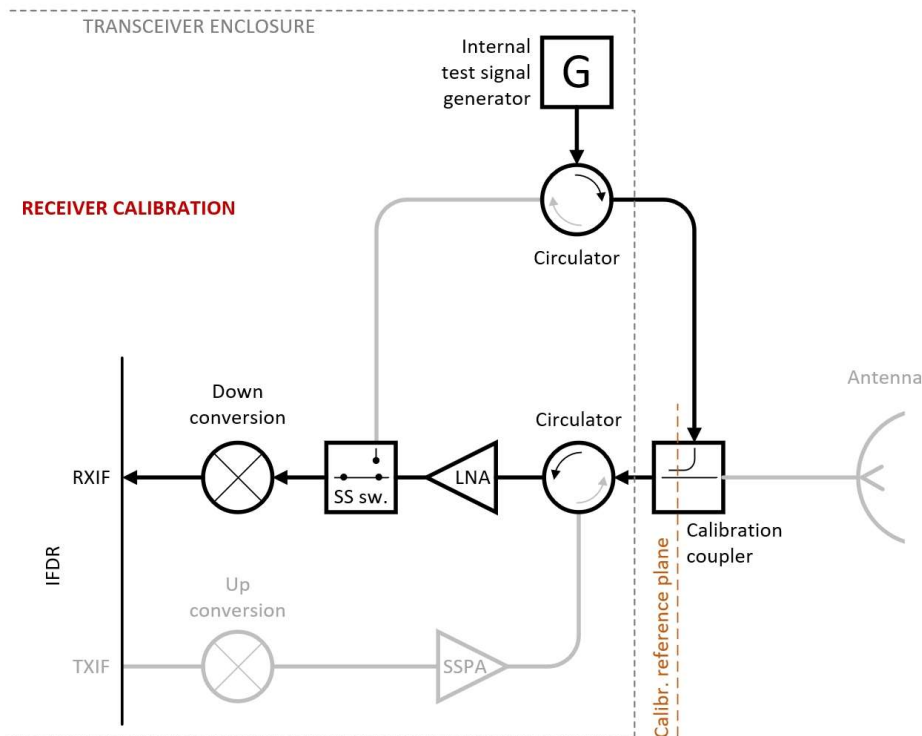 TRANSCEIVER ENCLOSURE
Internal
test signal
generator
G
RECEIVER CALIBRATION
Circulator
Antenna
Down
conversion
Circulator
RXIF
SS sw.
LNA
Calibration
coupler
IFDR
Up
conversion
Calibr. reference plane
TXIF
SSPA